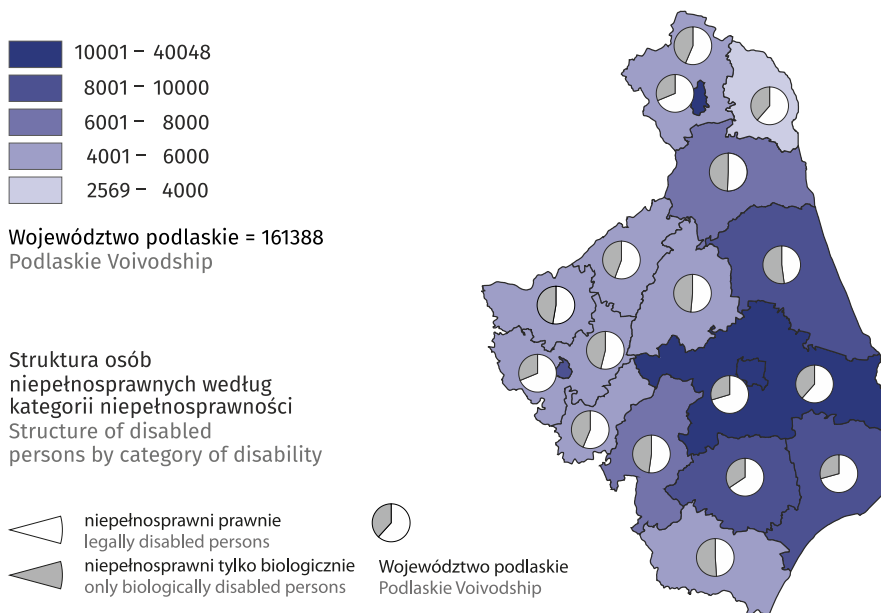 10001 – 40048
8001 – 10000
6001 – 8000
4001 – 6000
2569 – 4000
Województwo podlaskie = 161388
Podlaskie Voivodship
Struktura osób
niepełnosprawnych według
kategorii niepełnosprawności
Structure of disabled
persons by category of disability
niepełnosprawni prawnie
legally disabled persons
niepełnosprawni tylko biologicznie
only biologically disabled persons
Województwo podlaskie
Podlaskie Voivodship